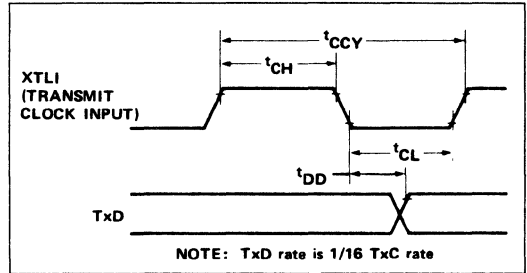 tCCY
tCH
XTLI
(TRANSMIT
CLOCK INPUT)
tCL
tDD
TxD
NOTE: TxD rate is 1/16 TxC rate